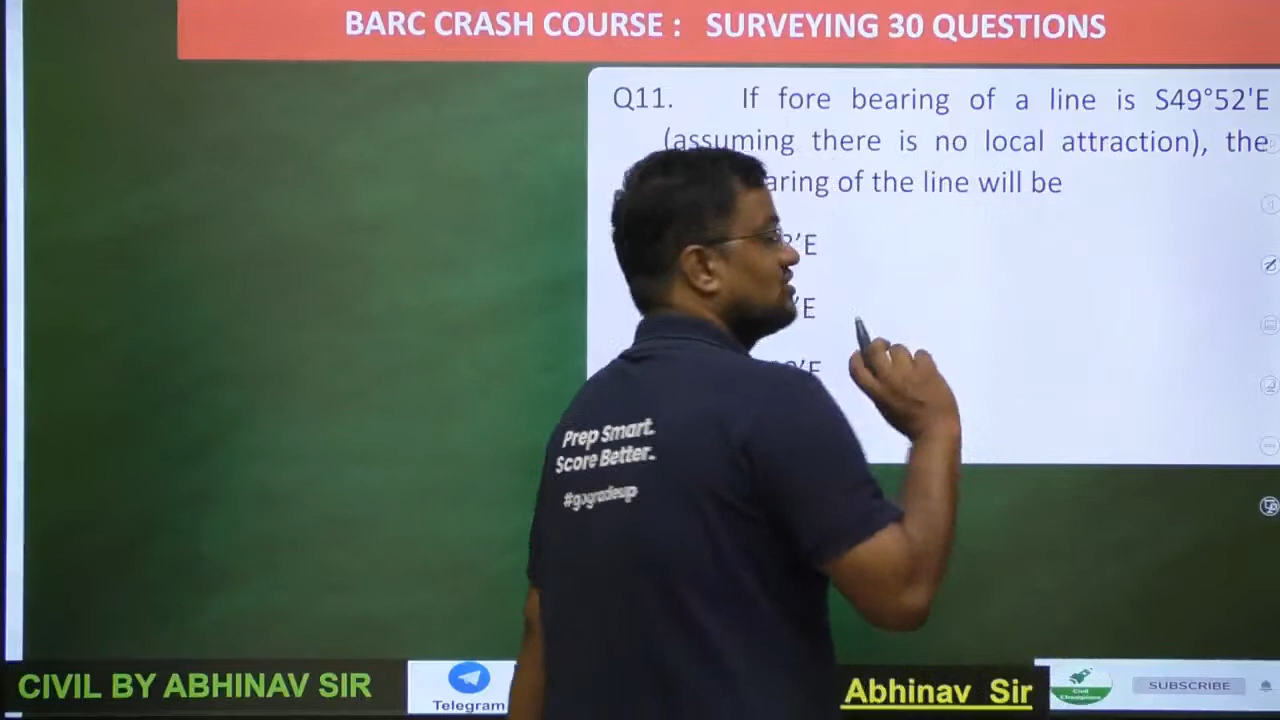 BARC CRASH COURSE : SURVEYING 30 QUESTIONS
Q11. If fore bearing of a line is S49°52'E
(assuming there is no local attraction), the
of the line will be
’E
’E
Prep Smart.
Score Better.
#gogradeup
CIVIL BY ABHINAV SIR
Telegram
Abhinav Sir
Civil
SUBSCRIBE